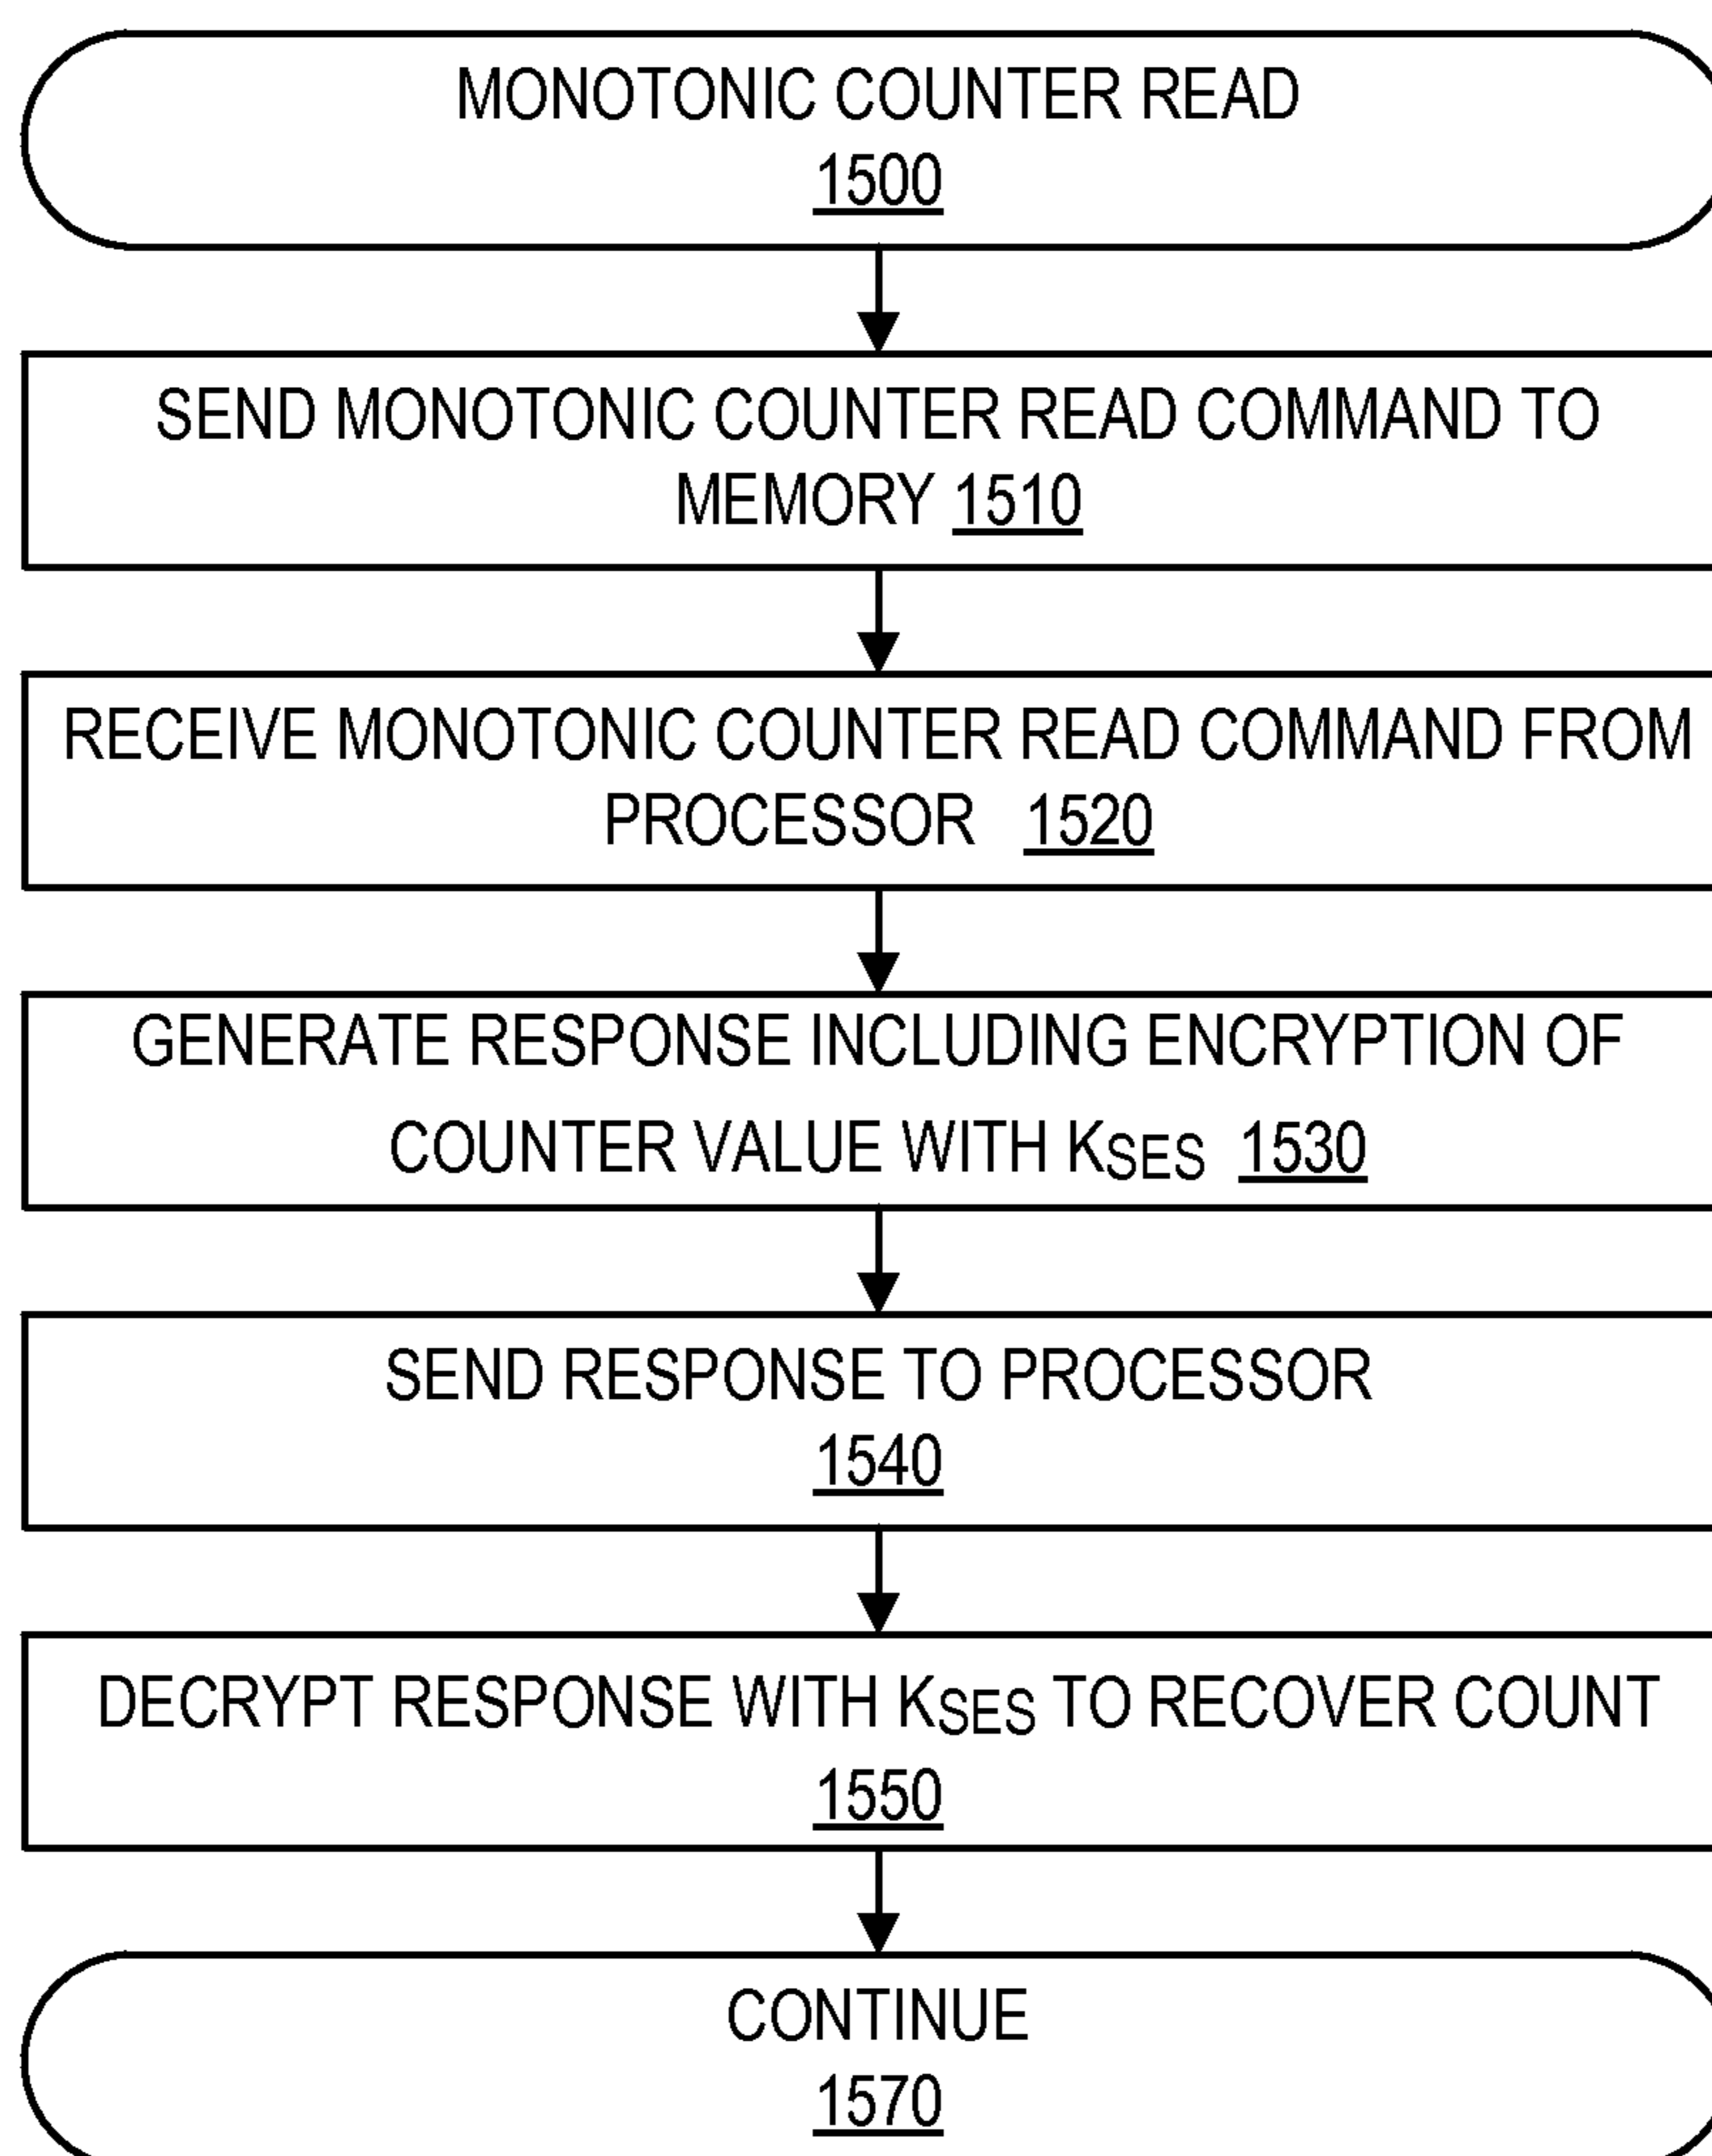 MONOTONIC COUNTER READ
1500
SEND MONOTONIC COUNTER READ COMMAND TO
MEMORY 1510
RECEIVE MONOTONIC COUNTER READ COMMAND FROM
PROCESSOR 1520
GENERATE RESPONSE INCLUDING ENCRYPTION OF
COUNTER VALUE WITH KSES 1530
SEND RESPONSE TO PROCESSOR
1540
DECRYPT RESPONSE WITH KSES TO RECOVER COUNT
1550
CONTINUE
1570